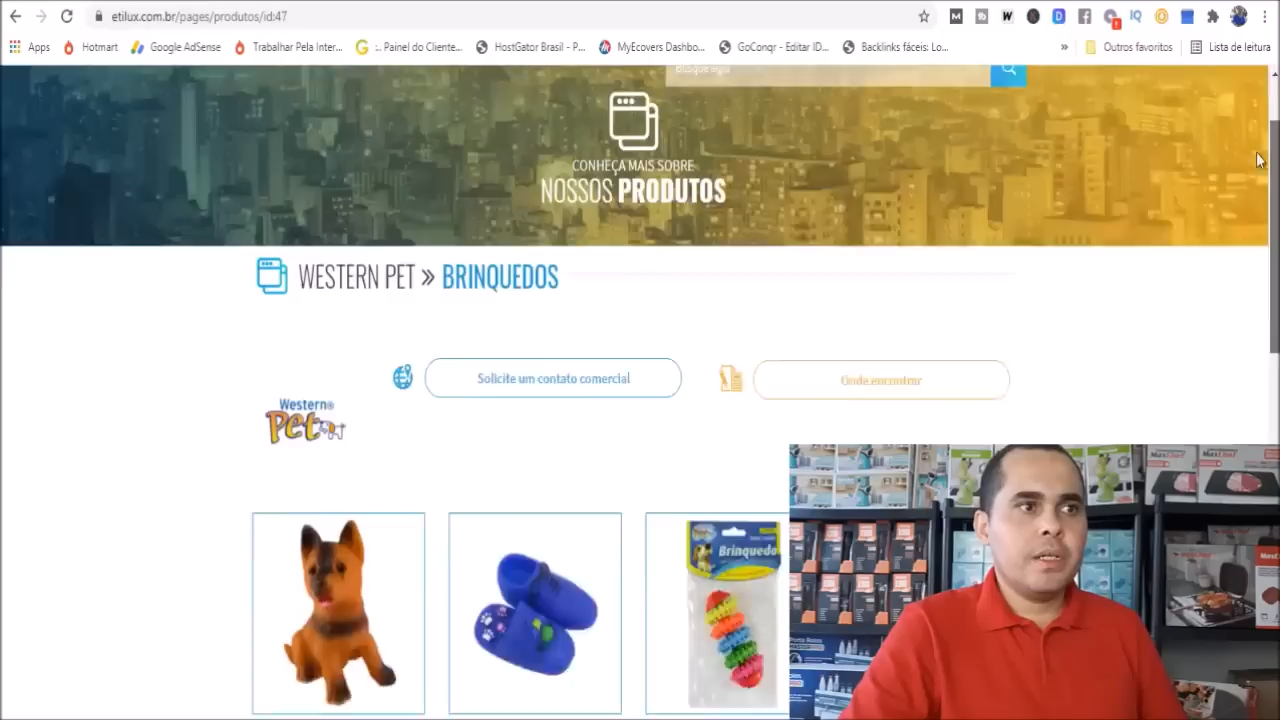 etilux.com.br/pages/produtos/id:47
Apps
Hotmart
Google AdSense
Trabalhar Pela Inter...
:. Painel do Cliente...
HostGator Brasil - P...
MyEcovers Dashbo...
GoConqr - Editar ID...
Backlinks fáceis: Lo...
»
Outros favoritos
Lista de leitura
Busque aqui
CONHEÇA MAIS SOBRE
NOSSOS PRODUTOS
WESTERN PET » BRINQUEDOS
Solicite um contato comercial
Onde encontrar
Western®
Pet
Brinquedo